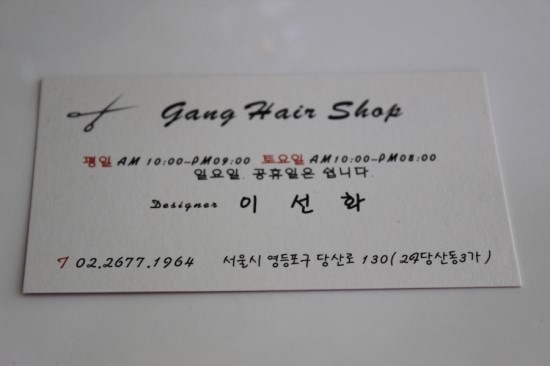 Gang Hair Shop
평일 AM 10:00~PM09:00 토요일 AM10:00~PM08:00
일요일. 공휴일은 쉽니다.
Designer 이 선 화
T 02.2677.1964 서울시 영등포구 당산로 130(24당산동3가)